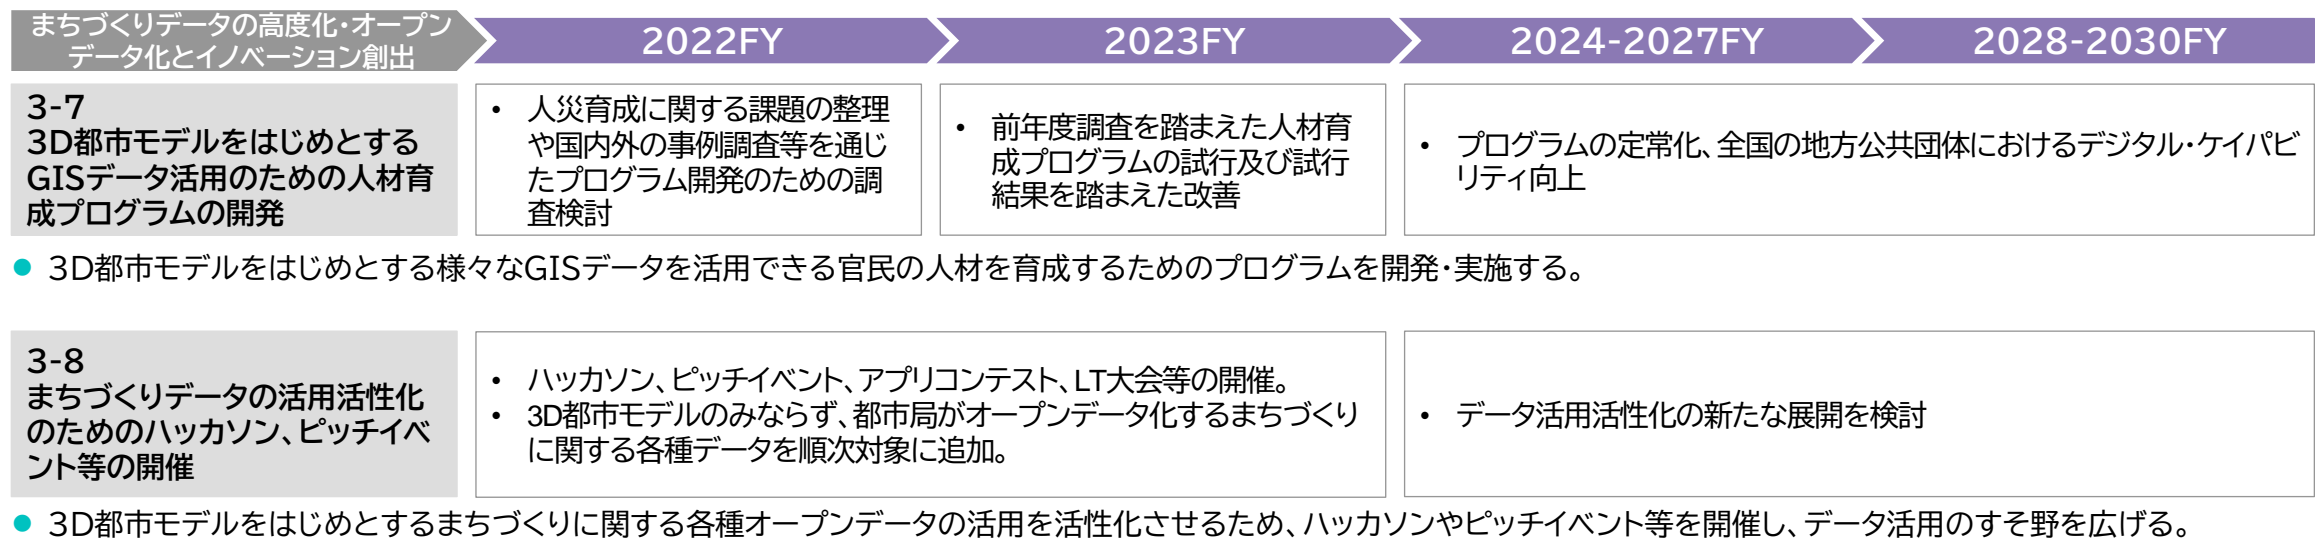 まちづくりデータの高度化・オープン
データ化とイノベーション創出
2022FY
2023FY
2024-2027FY
2028-2030FY
3-7
3D都市モデルをはじめとする
GISデータ活用のための人材育
成プログラムの開発
• 人災育成に関する課題の整理
や国内外の事例調査等を通じ
たプログラム開発のための調
査検討
• 前年度調査を踏まえた人材育
成プログラムの試行及び試行
結果を踏まえた改善
• プログラムの定常化、全国の地方公共団体におけるデジタル・ケイパビ
リティ向上
● 3D都市モデルをはじめとする様々なGISデータを活用できる官民の人材を育成するためのプログラムを開発・実施する。
3-8
まちづくりデータの活用活性化
のためのハッカソン、ピッチイベ
ント等の開催
• ハッカソン、ピッチイベント、アプリコンテスト、LT大会等の開催。
• 3D都市モデルのみならず、都市局がオープンデータ化するまちづくり
に関する各種データを順次対象に追加。
• データ活用活性化の新たな展開を検討
● 3D都市モデルをはじめとするまちづくりに関する各種オープンデータの活用を活性化させるため、ハッカソンやピッチイベント等を開催し、データ活用のすそ野を広げる。